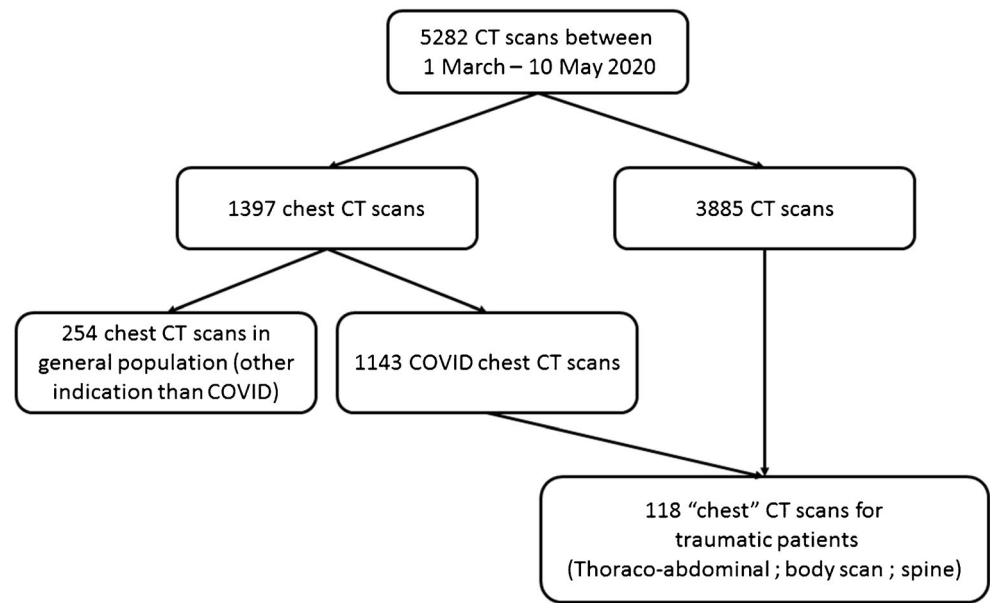 5282 CT scans between
1 March – 10 May 2020
1397 chest CT scans
3885 CT scans
254 chest CT scans in
general population (other
indication than COVID)
1143 COVID chest CT scans
118 “chest” CT scans for
traumatic patients
(Thoraco-abdominal ; body scan ; spine)